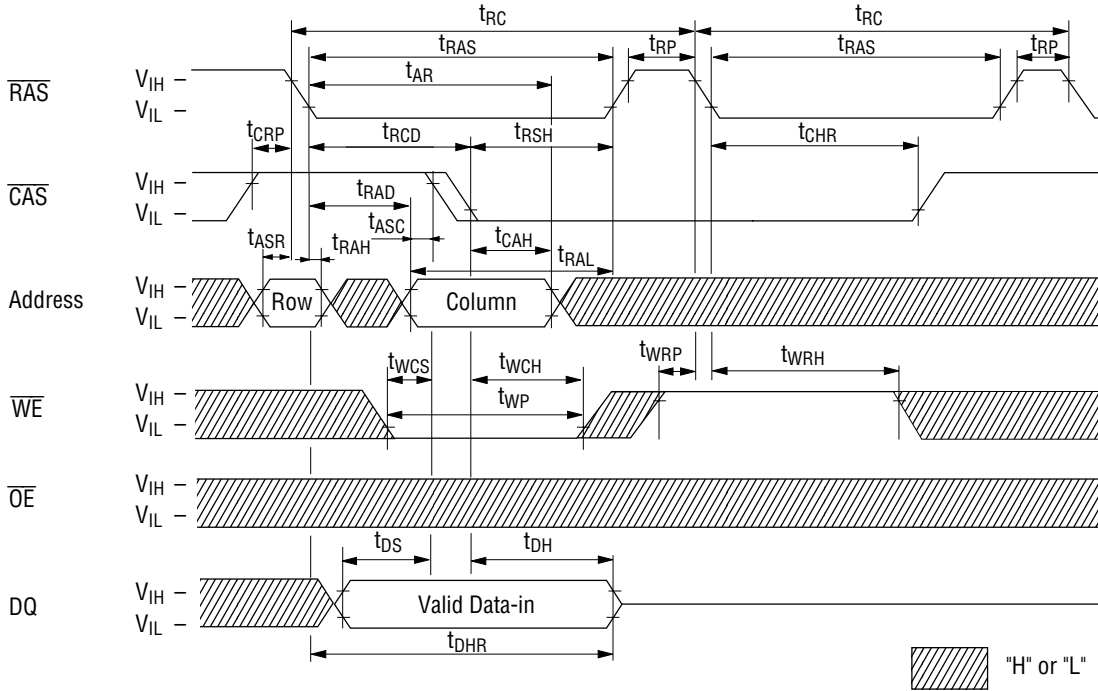 tRC tRC
tRAS tRP tRAS tRP
tAR
RAS VIH –
VIL –
tCRP tRCD tRSH tCHR
CAS VIH –
VIL –
tRAD
tASC
tASR tRAH tCAH
tRAL
Address VIH –
VIL –
Row Column
tWCS tWCH tWRP tWRH
tWP
WE VIH –
VIL –
OE VIH –
VIL –
tDS tDH
DQ VIH –
VIL –
Valid Data-in
tDHR
"H" or "L"